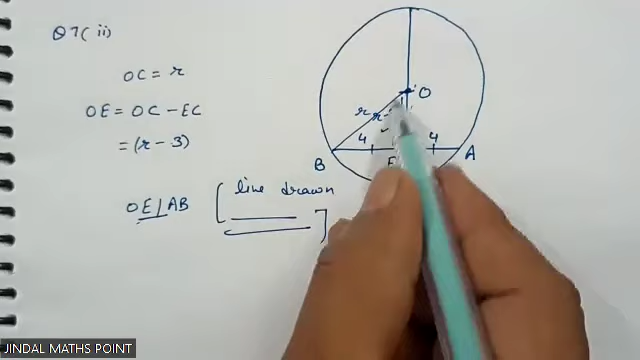 Q7(ii)
OC = r
OE = OC - EC
= (r - 3)
OE⊥AB [line drawn
]
O
r
r-
4
4
B
E
A
JINDAL MATHS POINT